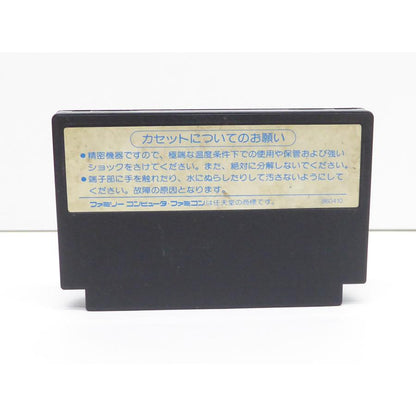 カセットについてのお願い
●精密機器ですので、極端な温度条件下での使用や保管および強い
ショックをさけてください。また、絶対に分解しないでください。
●端子部に手を触れたり、水にぬらしたりして汚さないようにして
ください。故障の原因となります。
ファミリーコンピュータ・ファミコンは任天堂の商標です。